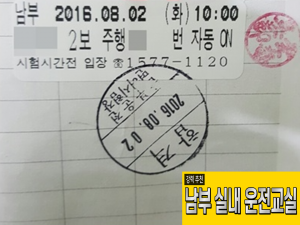 남부 2016.08.02 (화) 10:00
2보 주행 번 자동 ON
시험시간전 입장 ☎1577-1120
2016. 08. 02
합격
강력 추천
남부 실내 운전교실